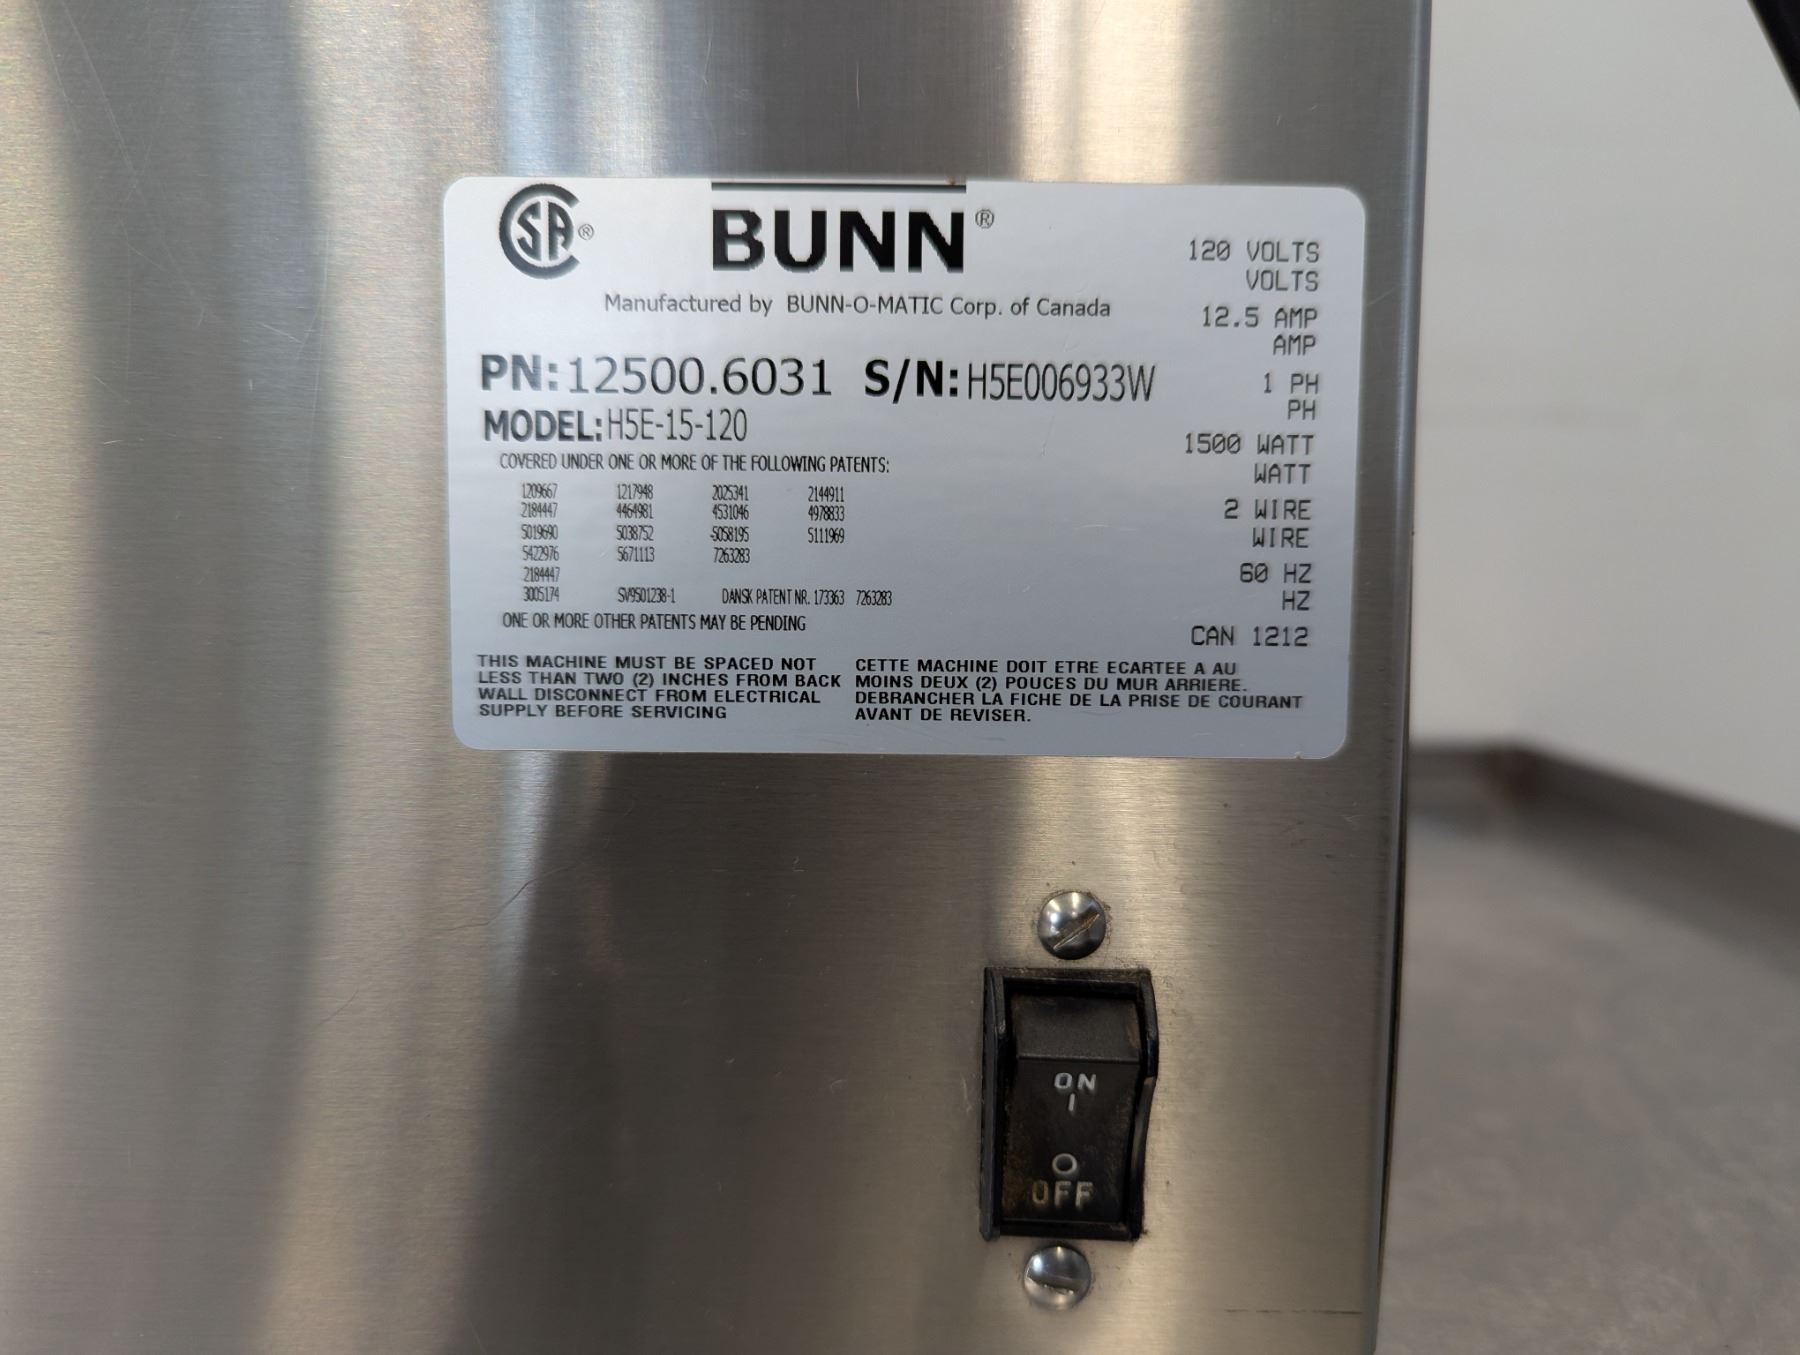 CSA®
BUNN®
Manufactured by BUNN-O-MATIC Corp. of Canada
PN:12500.6031 S/N:H5E006933W
MODEL:H5E-15-120
COVERED UNDER ONE OR MORE OF THE FOLLOWING PATENTS:
1209667 1217948 2025341 2144911
2184447 4464981 4531046 4978833
5019690 5038752 5058195 5111969
5422976 5671113 7263283
2184447
3005174 SV9501238-1 DANSK PATENT NR. 173363 7263283
ONE OR MORE OTHER PATENTS MAY BE PENDING
120 VOLTS
VOLTS
12.5 AMP
AMP
1 PH
PH
1500 WATT
WATT
2 WIRE
WIRE
60 HZ
HZ
CAN 1212
THIS MACHINE MUST BE SPACED NOT
LESS THAN TWO (2) INCHES FROM BACK
WALL DISCONNECT FROM ELECTRICAL
SUPPLY BEFORE SERVICING
CETTE MACHINE DOIT ETRE ECARTEE A AU
MOINS DEUX (2) POUCES DU MUR ARRIERE.
DEBRANCHER LA FICHE DE LA PRISE DE COURANT
AVANT DE REVISER.
ON
I
O
OFF